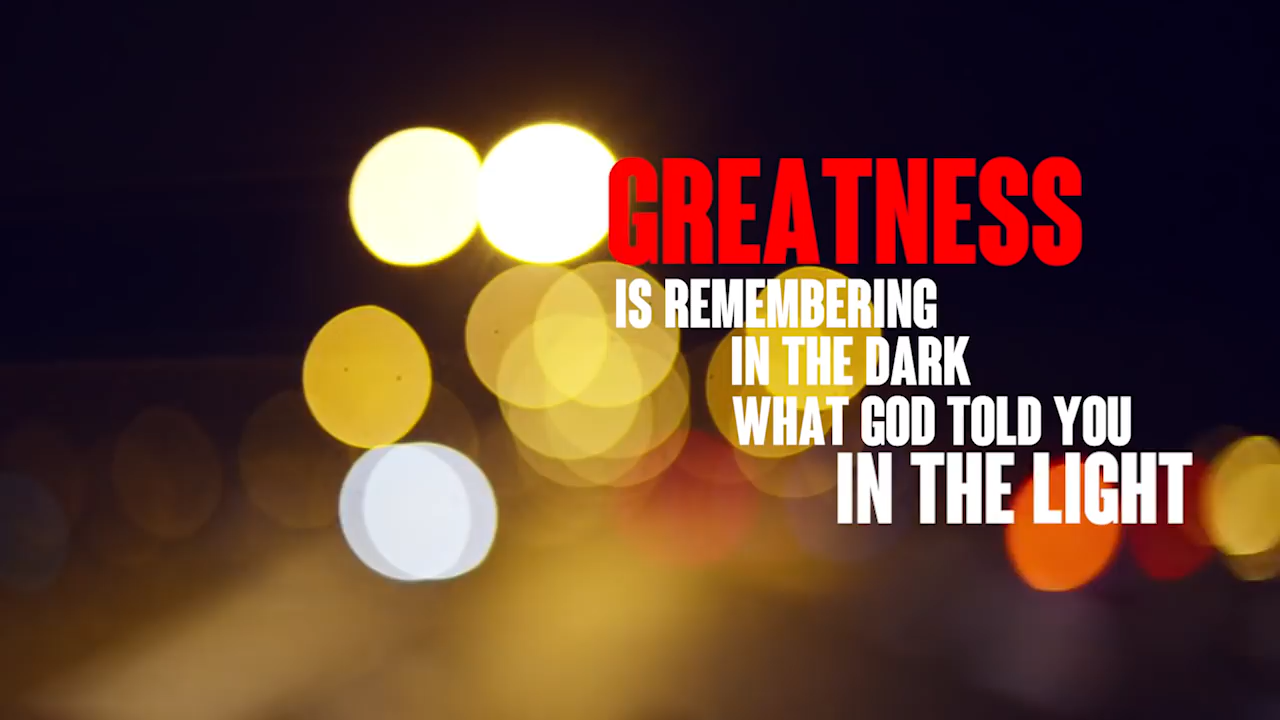 GREATNESS
IS REMEMBERING
IN THE DARK
WHAT GOD TOLD YOU
IN THE LIGHT